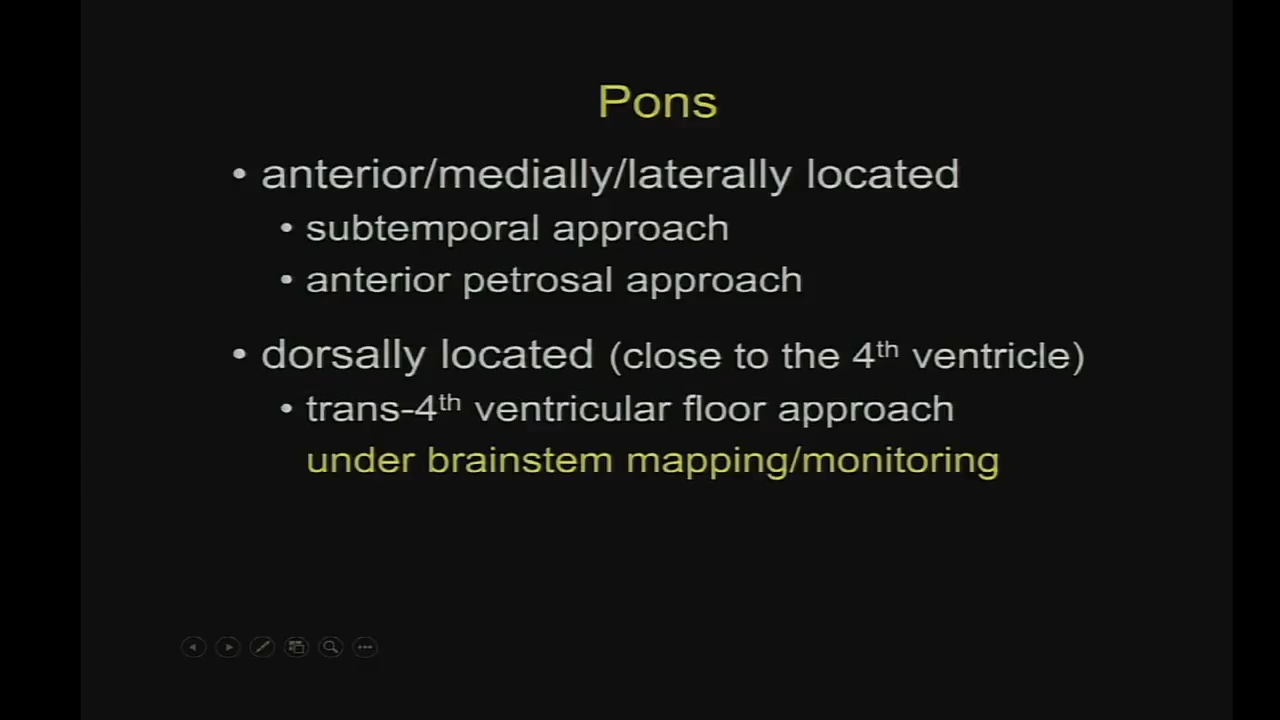 Pons
• anterior/medially/laterally located
• subtemporal approach
• anterior petrosal approach
• dorsally located (close to the 4th ventricle)
• trans-4th ventricular floor approach
under brainstem mapping/monitoring